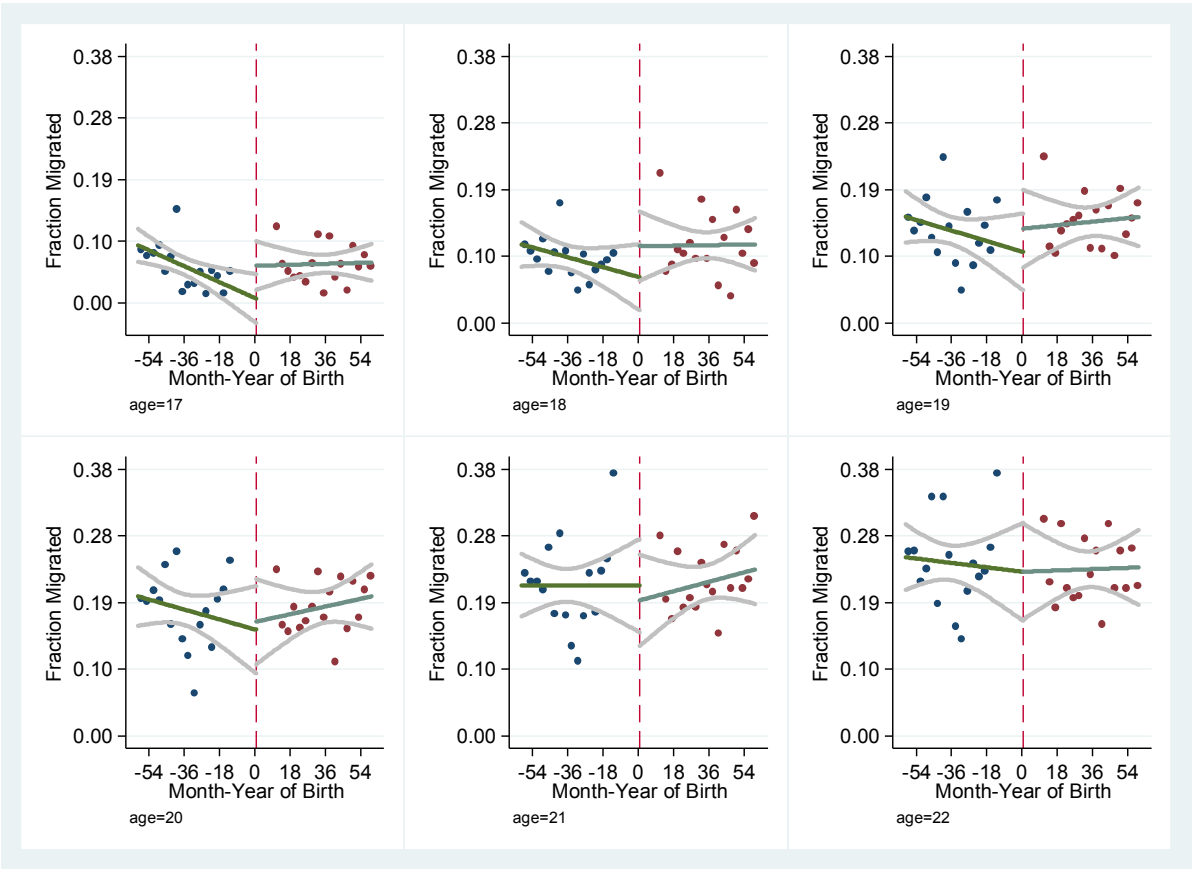 Fraction Migrated
0.38
0.28
0.19
0.10
0.00
-54 -36 -18 0 18 36 54
Month-Year of Birth
age=17
Fraction Migrated
0.38
0.28
0.19
0.10
0.00
-54 -36 -18 0 18 36 54
Month-Year of Birth
age=18
Fraction Migrated
0.38
0.28
0.19
0.10
0.00
-54 -36 -18 0 18 36 54
Month-Year of Birth
age=19
Fraction Migrated
0.38
0.28
0.19
0.10
0.00
-54 -36 -18 0 18 36 54
Month-Year of Birth
age=20
Fraction Migrated
0.38
0.28
0.19
0.10
0.00
-54 -36 -18 0 18 36 54
Month-Year of Birth
age=21
Fraction Migrated
0.38
0.28
0.19
0.10
0.00
-54 -36 -18 0 18 36 54
Month-Year of Birth
age=22